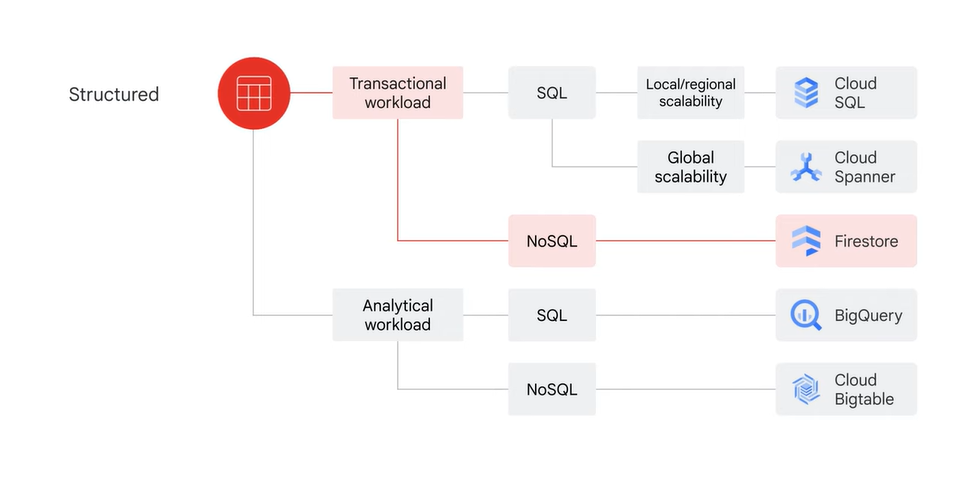 Structured
Transactional
workload
SQL
Local/regional
scalability
Cloud
SQL
Global
scalability
Cloud
Spanner
NoSQL
Firestore
Analytical
workload
SQL
BigQuery
NoSQL
Cloud
Bigtable